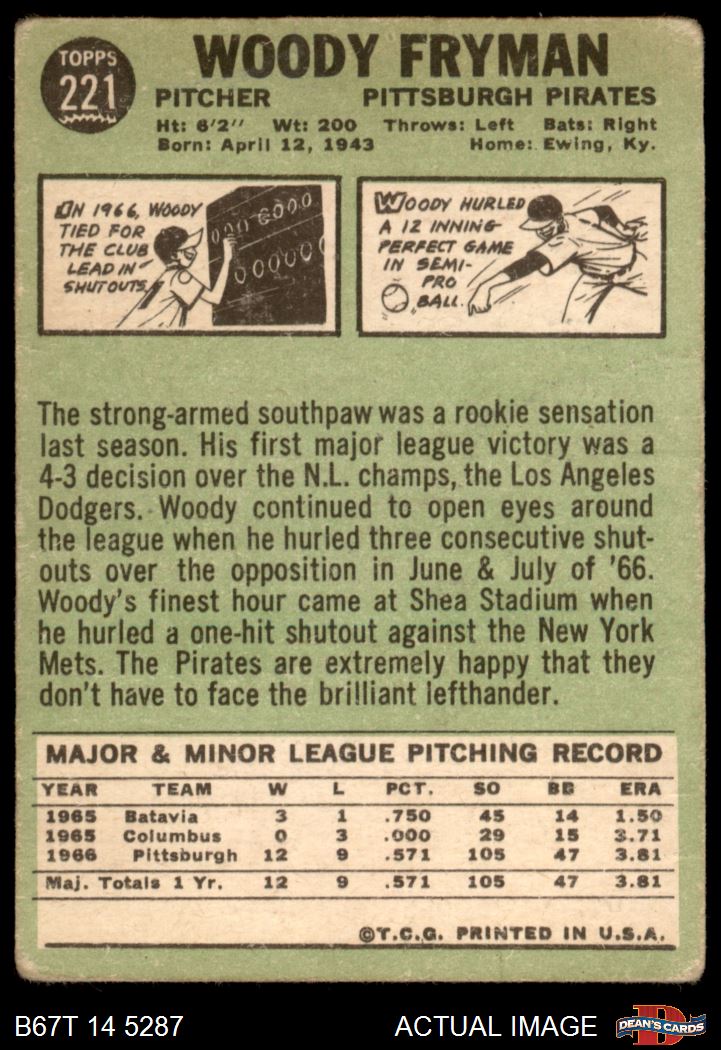 TOPPS
221
WOODY FRYMAN
PITCHER PITTSBURGH PIRATES
Ht: 6'2" Wt: 200 Throws: Left Bats: Right
Born: April 12, 1943 Home: Ewing, Ky.
IN 1966, WOODY
TIED FOR
THE CLUB
LEAD IN
SHUTOUTS
000 0000
000000
WOODY HURLED
A 12 INNING
PERFECT GAME
IN SEMI-
PRO
BALL.
The strong-armed southpaw was a rookie sensation
last season. His first major league victory was a
4-3 decision over the N.L. champs, the Los Angeles
Dodgers. Woody continued to open eyes around
the league when he hurled three consecutive shut-
outs over the opposition in June & July of '66.
Woody's finest hour came at Shea Stadium when
he hurled a one-hit shutout against the New York
Mets. The Pirates are extremely happy that they
don't have to face the brilliant lefthander.
MAJOR & MINOR LEAGUE PITCHING RECORD
YEAR TEAM W L PCT. SO BB ERA
1965 Batavia 3 1 .750 45 14 1.50
1965 Columbus 0 3 .000 29 15 3.71
1966 Pittsburgh 12 9 .571 105 47 3.81
Maj. Totals 1 Yr. 12 9 .571 105 47 3.81
©T.C.G. PRINTED IN U.S.A.
B67T 14 5287 ACTUAL IMAGE
D
DEAN'S CARDS